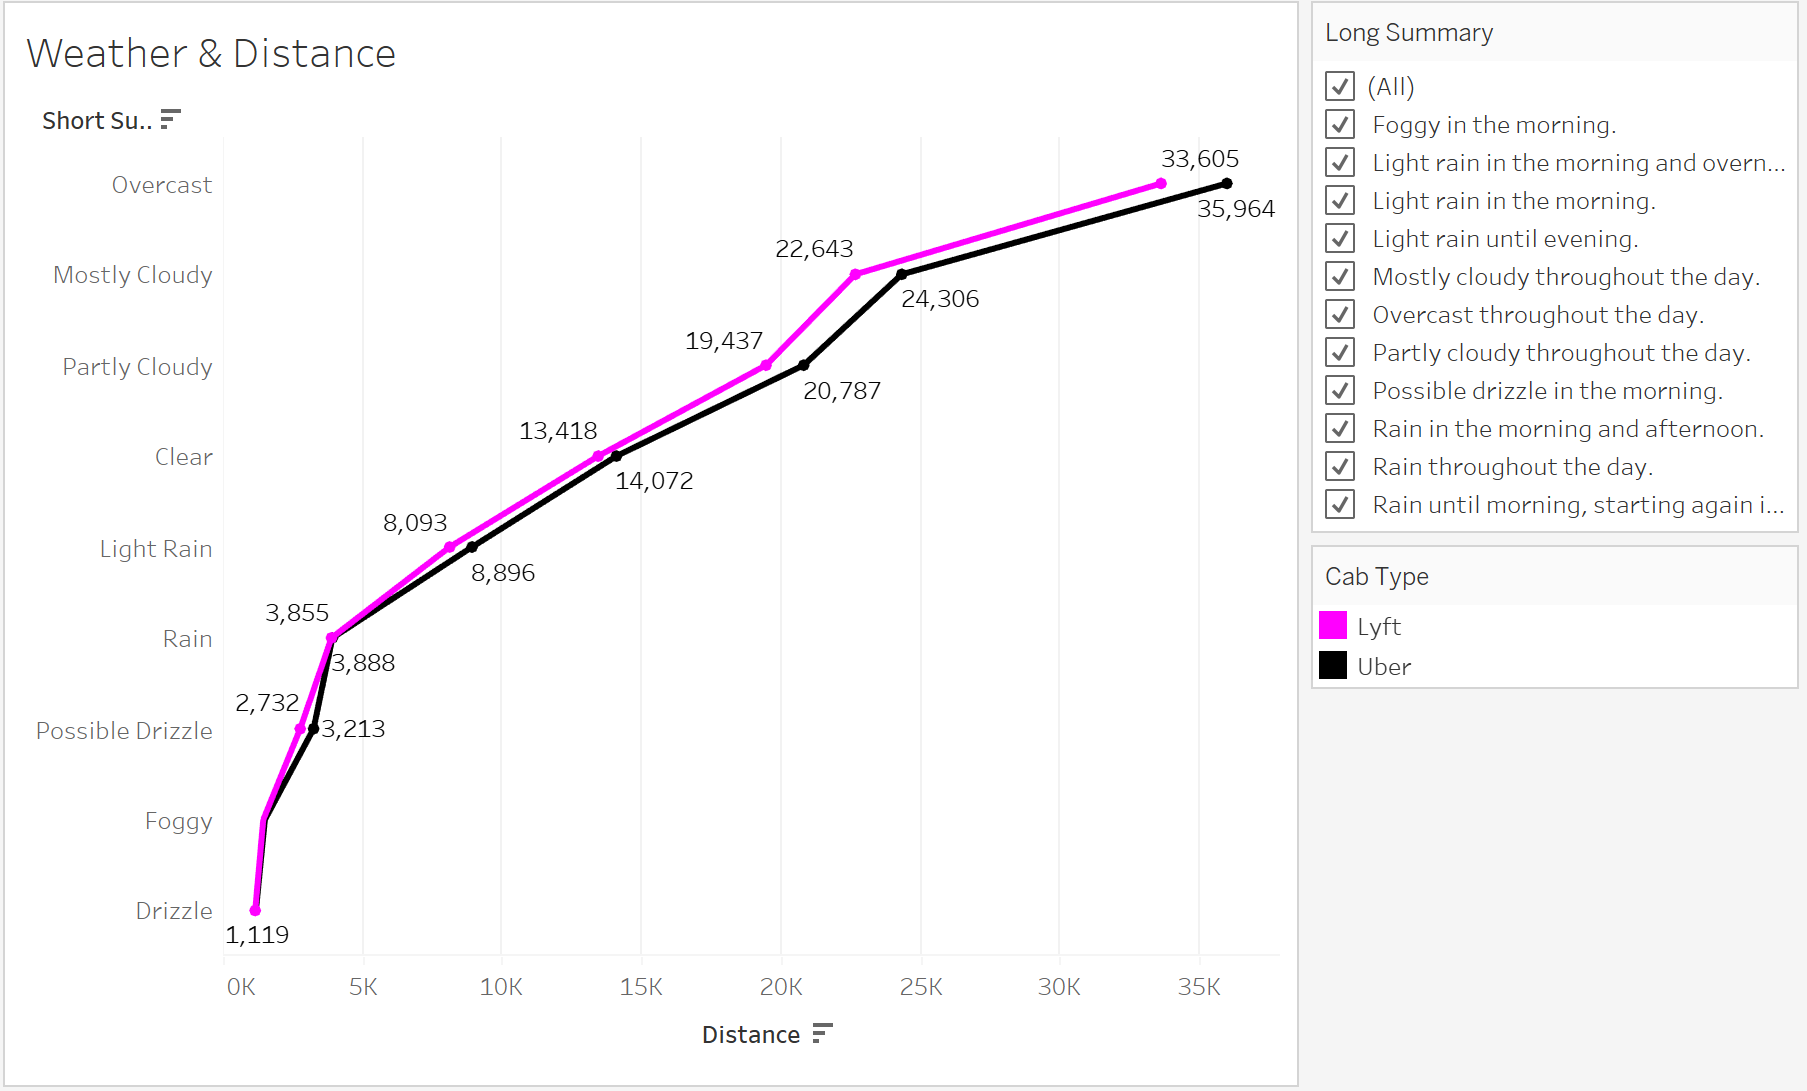 Weather & Distance
Short Su..
Overcast
33,605
35,964
Mostly Cloudy
22,643
24,306
Partly Cloudy
19,437
20,787
Clear
13,418
14,072
Light Rain
8,093
8,896
Rain
3,855
3,888
Possible Drizzle
2,732
3,213
Foggy
Drizzle
1,119
0K 5K 10K 15K 20K 25K 30K 35K
Distance
Long Summary
(All)
Foggy in the morning.
Light rain in the morning and overn...
Light rain in the morning.
Light rain until evening.
Mostly cloudy throughout the day.
Overcast throughout the day.
Partly cloudy throughout the day.
Possible drizzle in the morning.
Rain in the morning and afternoon.
Rain throughout the day.
Rain until morning, starting again i...
Cab Type
Lyft
Uber